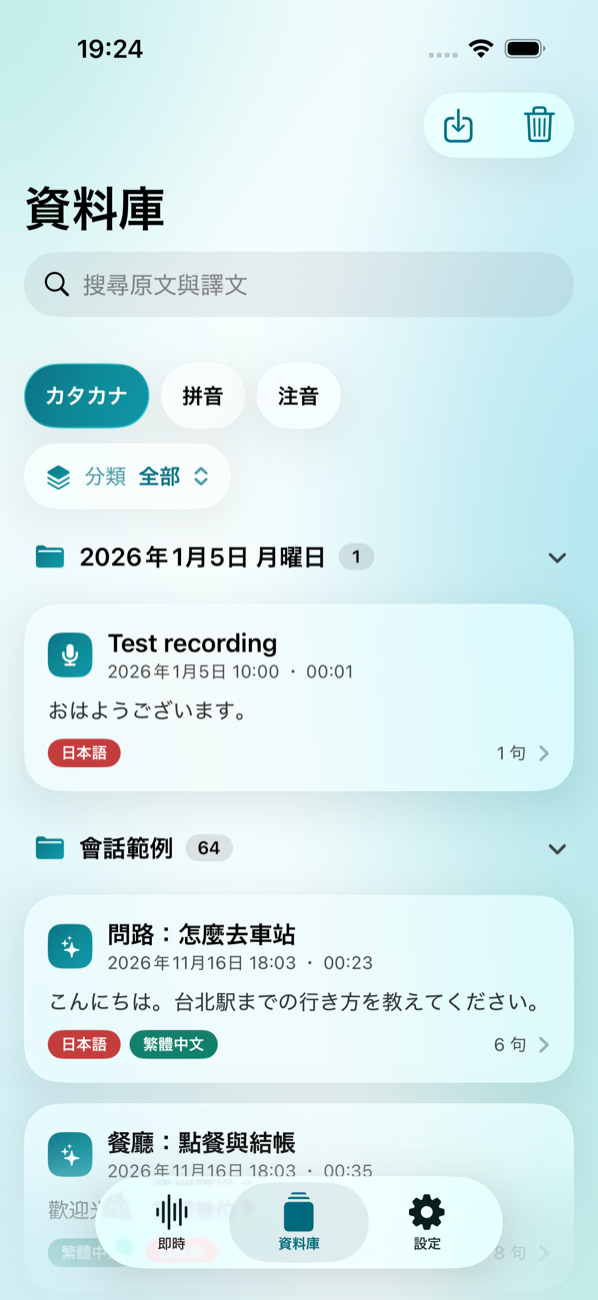 19:24
資料庫
搜尋原文與譯文
カタカナ
拼音
注音
分類 全部
2026年1月5日 月曜日 1
Test recording
2026年1月5日 10:00 · 00:01
おはようございます。
日本語
1 句
會話範例 64
問路：怎麼去車站
2026年11月16日 18:03 · 00:23
こんにちは。台北駅までの行き方を教えてください。
日本語 繁體中文
6 句
餐廳：點餐與結帳
2026年11月16日 18:03 · 00:35
歡迎
繁體中
8 句
即時
資料庫
設定